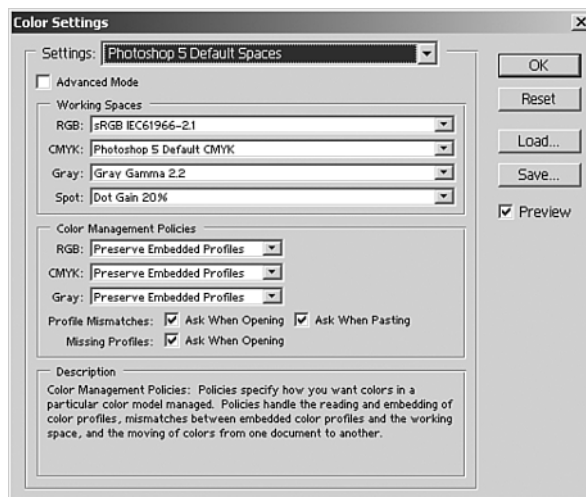 Color Settings
Settings: Photoshop 5 Default Spaces
OK
Advanced Mode
Reset
Working Spaces
RGB: sRGB IEC61966-2.1
CMYK: Photoshop 5 Default CMYK
Load...
Gray: Gray Gamma 2.2
Save...
Spot: Dot Gain 20%
Preview
Color Management Policies
RGB: Preserve Embedded Profiles
CMYK: Preserve Embedded Profiles
Gray: Preserve Embedded Profiles
Profile Mismatches: Ask When Opening Ask When Pasting
Missing Profiles: Ask When Opening
Description
Color Management Policies: Policies specify how you want colors in a
particular color model managed. Policies handle the reading and embedding of
color profiles, mismatches between embedded color profiles and the working
space, and the moving of colors from one document to another.